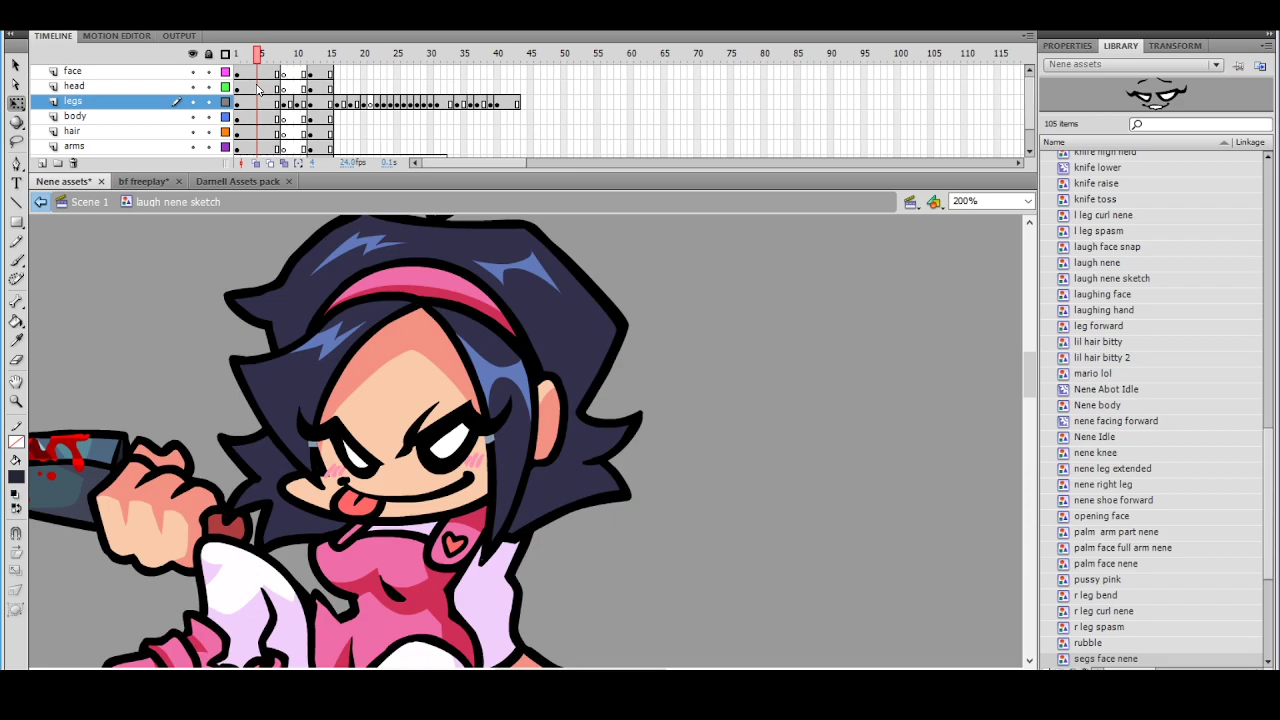 TIMELINE MOTION EDITOR OUTPUT
1 5 10 15 20 25 30 35 40 45 50 55 60 65 70 75 80 85 90 95 100 105 110 115
face
head
legs
body
hair
arms
4 24.0fps 0.1s
Nene assets* bf freeplay* Darnell Assets pack
Scene 1 laugh nene sketch 200%
PROPERTIES LIBRARY TRANSFORM
Nene assets
105 items
Name Linkage
knife high held
knife lower
knife raise
knife toss
l leg curl nene
l leg spasm
laugh face snap
laugh nene
laugh nene sketch
laughing face
laughing hand
leg forward
lil hair bitty
lil hair bitty 2
mario lol
Nene Abot Idle
Nene body
nene facing forward
Nene Idle
nene knee
nene leg extended
nene right leg
nene shoe forward
opening face
palm arm part nene
palm face full arm nene
palm face nene
pussy pink
r leg bend
r leg curl nene
r leg spasm
rubble
segs face nene